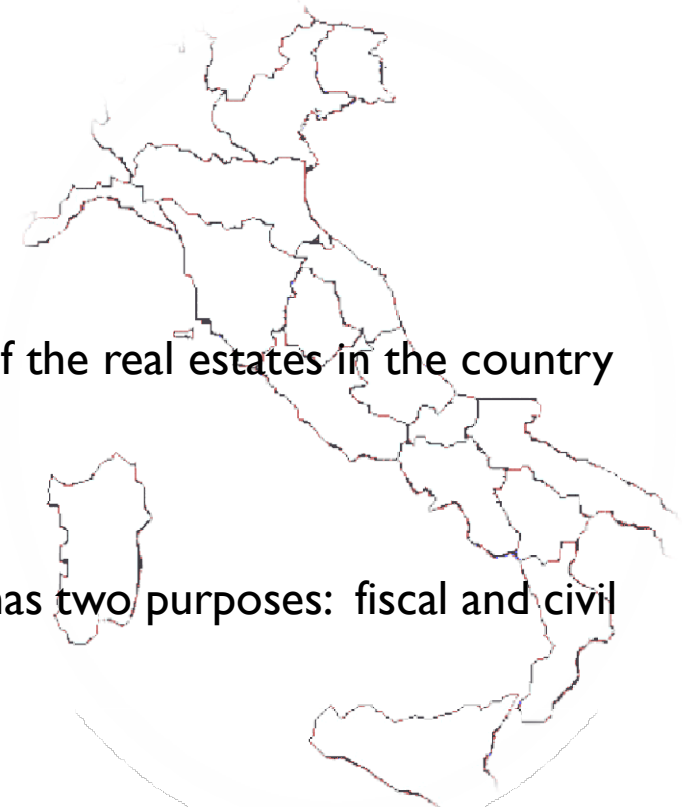 f the real estates in the country
has two purposes: fiscal and civil